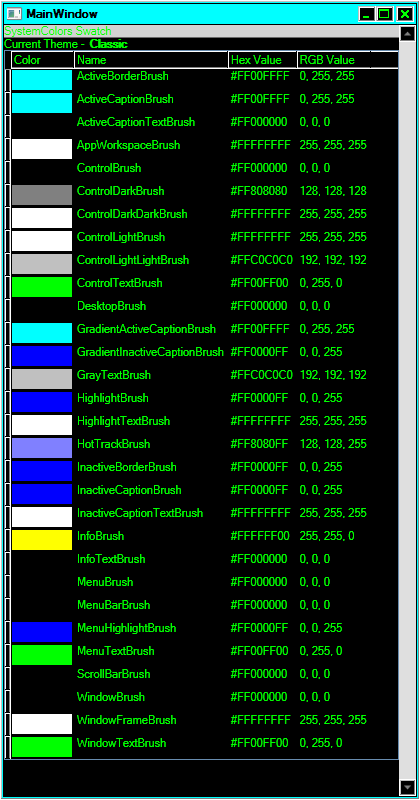 MainWindow
SystemColors Swatch
Current Theme - Classic
Color Name Hex Value RGB Value
ActiveBorderBrush #FF00FFFF 0, 255, 255
ActiveCaptionBrush #FF00FFFF 0, 255, 255
ActiveCaptionTextBrush #FF000000 0, 0, 0
AppWorkspaceBrush #FFFFFFFF 255, 255, 255
ControlBrush #FF000000 0, 0, 0
ControlDarkBrush #FF808080 128, 128, 128
ControlDarkDarkBrush #FFFFFFFF 255, 255, 255
ControlLightBrush #FFFFFFFF 255, 255, 255
ControlLightLightBrush #FFC0C0C0 192, 192, 192
ControlTextBrush #FF00FF00 0, 255, 0
DesktopBrush #FF000000 0, 0, 0
GradientActiveCaptionBrush #FF00FFFF 0, 255, 255
GradientInactiveCaptionBrush #FF0000FF 0, 0, 255
GrayTextBrush #FFC0C0C0 192, 192, 192
HighlightBrush #FF0000FF 0, 0, 255
HighlightTextBrush #FFFFFFFF 255, 255, 255
HotTrackBrush #FF8080FF 128, 128, 255
InactiveBorderBrush #FF0000FF 0, 0, 255
InactiveCaptionBrush #FF0000FF 0, 0, 255
InactiveCaptionTextBrush #FFFFFFFF 255, 255, 255
InfoBrush #FFFFFF00 255, 255, 0
InfoTextBrush #FF000000 0, 0, 0
MenuBrush #FF000000 0, 0, 0
MenuBarBrush #FF000000 0, 0, 0
MenuHighlightBrush #FF0000FF 0, 0, 255
MenuTextBrush #FF00FF00 0, 255, 0
ScrollBarBrush #FF000000 0, 0, 0
WindowBrush #FF000000 0, 0, 0
WindowFrameBrush #FFFFFFFF 255, 255, 255
WindowTextBrush #FF00FF00 0, 255, 0